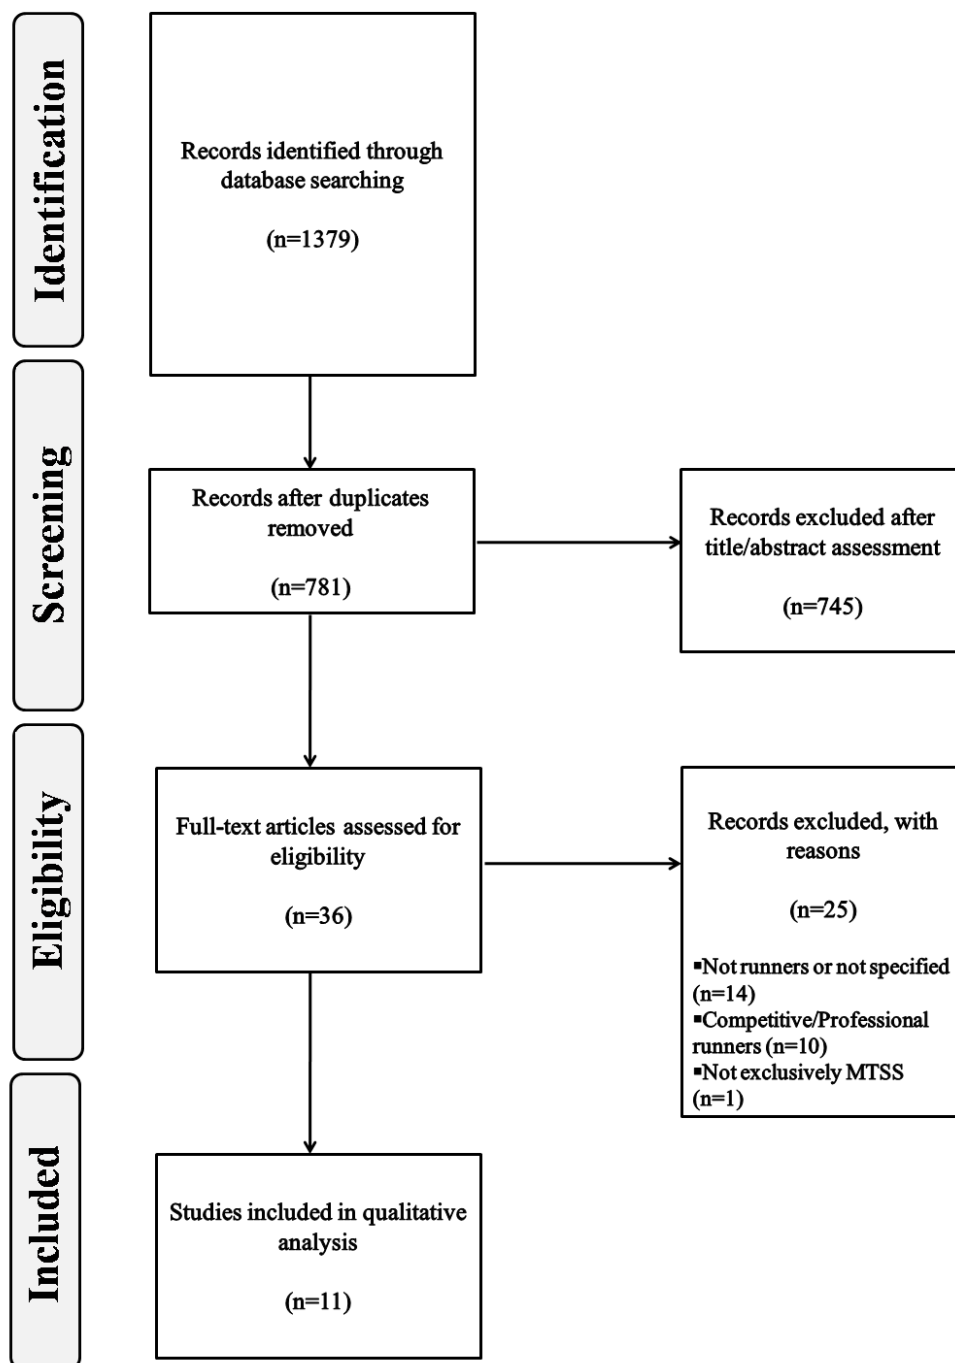 Identification
Records identified through
database searching
(n=1379)
Screening
Records after duplicates
removed
(n=781)
Records excluded after
title/abstract assessment
(n=745)
Eligibility
Full-text articles assessed for
eligibility
(n=36)
Records excluded, with
reasons
(n=25)
▪Not runners or not specified
(n=14)
▪Competitive/Professional
runners (n=10)
▪Not exclusively MTSS
(n=1)
Included
Studies included in qualitative
analysis
(n=11)